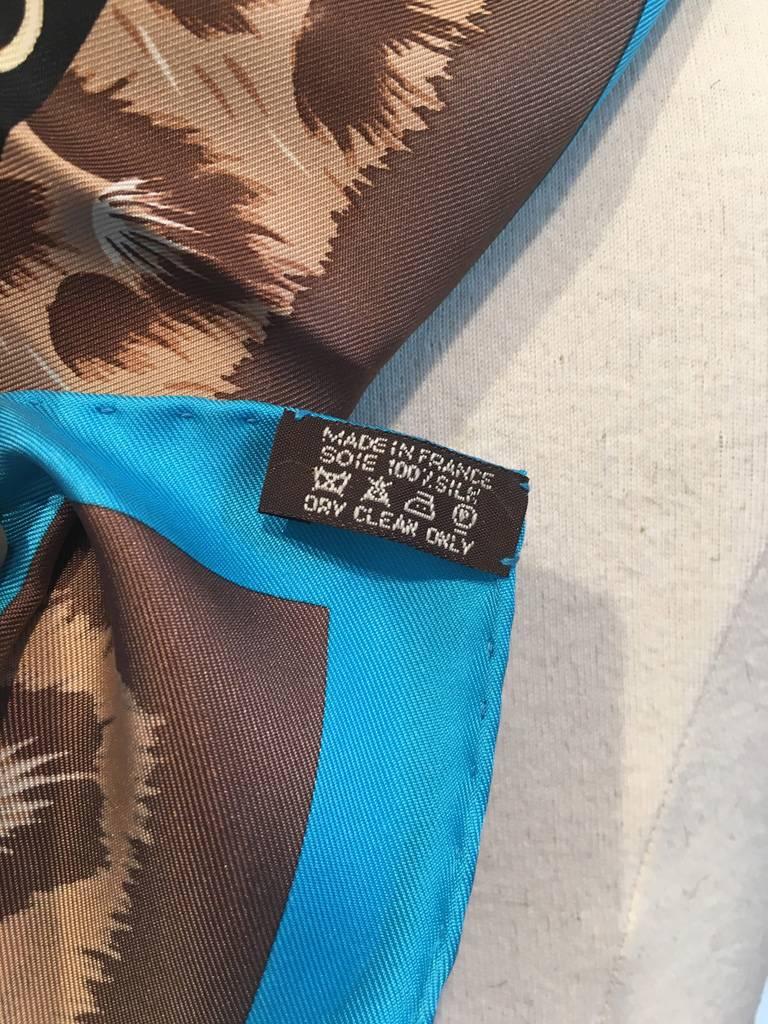 MADE IN FRANCE
SOIE 100% SILK
P
DRY CLEAN ONLY